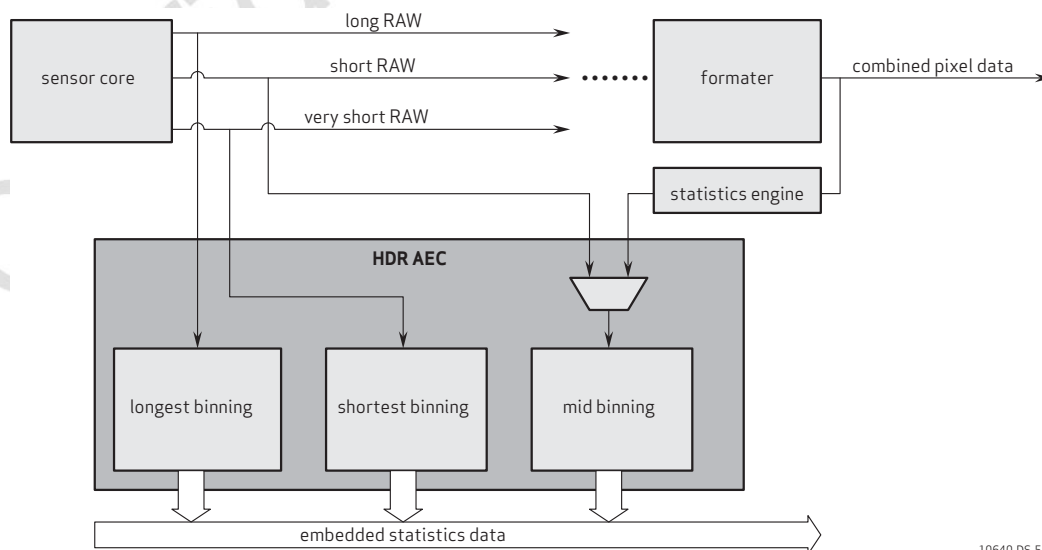 long RAW
sensor core
short RAW
formater
combined pixel data
very short RAW
statistics engine
HDR AEC
longest binning
shortest binning
mid binning
embedded statistics data